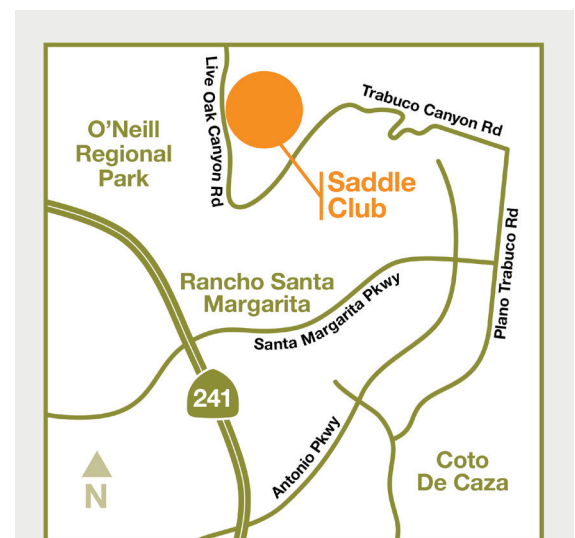 Live Oak Canyon Rd
Trabuco Canyon Rd
O'Neill
Regional
Park
Saddle
Club
Plano Trabuco Rd
Rancho Santa
Margarita
Santa Margarita Pkwy
241
Antonio Pkwy
Coto
De Caza
N